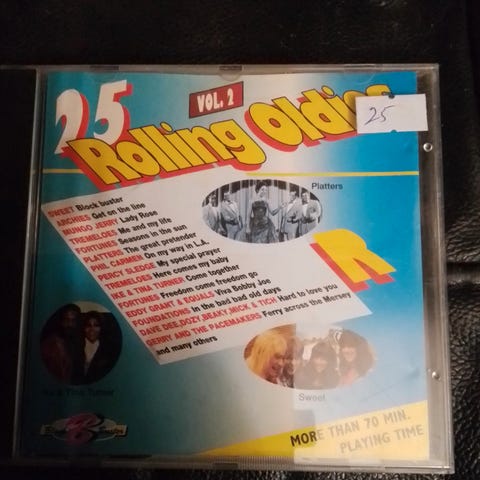 25
VOL. 2
Rolling Oldies
25
SWEET Block buster
ARCHIES Get on the line
MUNGO JERRY Lady Rose
TREMELOES Me and my life
FORTUNES Seasons in the sun
PLATTERS The great pretender
PHIL CARMEN On my way in L.A.
PERCY SLEDGE My special prayer
TREMELOES Here comes my baby
IKE & TINA TURNER Come together
FORTUNES Freedom come freedom go
EDDY GRANT & EQUALS Viva Bobby Joe
FOUNDATIONS In the bad bad old days
DAVE DEE,DOZY,BEAKY,MICK & TICH Hard to love you
GERRY AND THE PACEMAKERS Ferry across the Mersey
and many others
Platters
R
Ike & Tina Turner
Sweet
MORE THAN 70 MIN.
PLAYING TIME